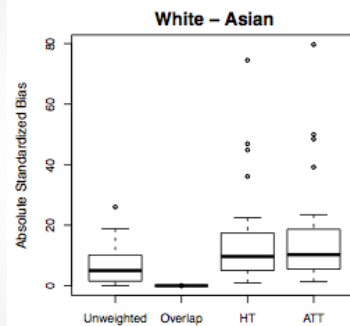 White – Asian
Absolute Standardized Bias
80
60
40
20
0
Unweighted Overlap HT ATT